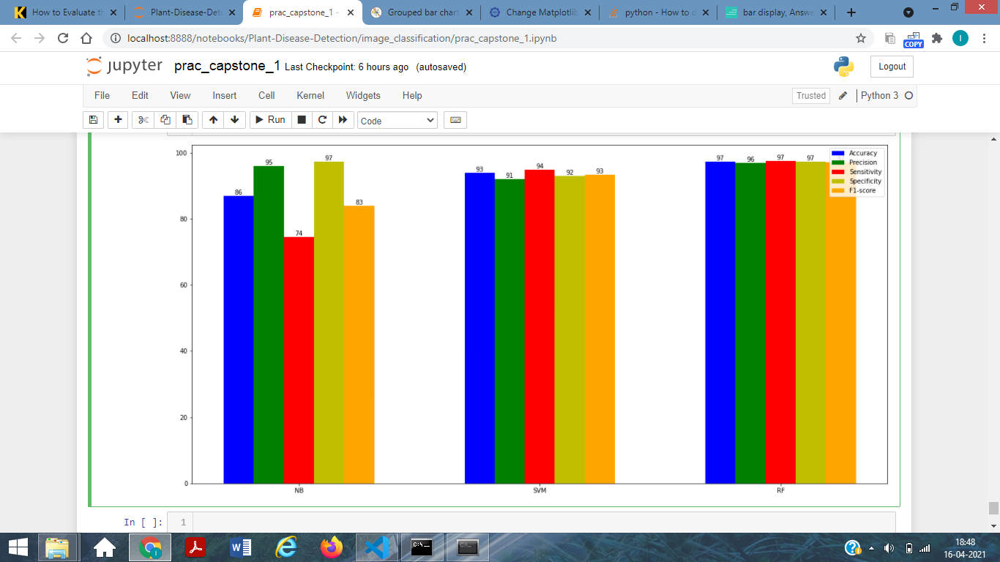 How to Evaluate th
Plant-Disease-Dete
prac_capstone_1 -
Grouped bar chart
Change Matplotlib
python - How to d
bar display, Answe
localhost:8888/notebooks/Plant-Disease-Detection/image_classification/prac_capstone_1.ipynb
COPY
I
jupyter prac_capstone_1 Last Checkpoint: 6 hours ago (autosaved)
Logout
File Edit View Insert Cell Kernel Widgets Help
Trusted Python 3
Run Code
100
80
60
40
20
0
86 95 74 97 83
93 91 94 92 93
97 96 97 97
Accuracy
Precision
Sensitivity
Specificity
F1-score
NB SVM RF
In [ ]: 1
C:\
18:48
16-04-2021